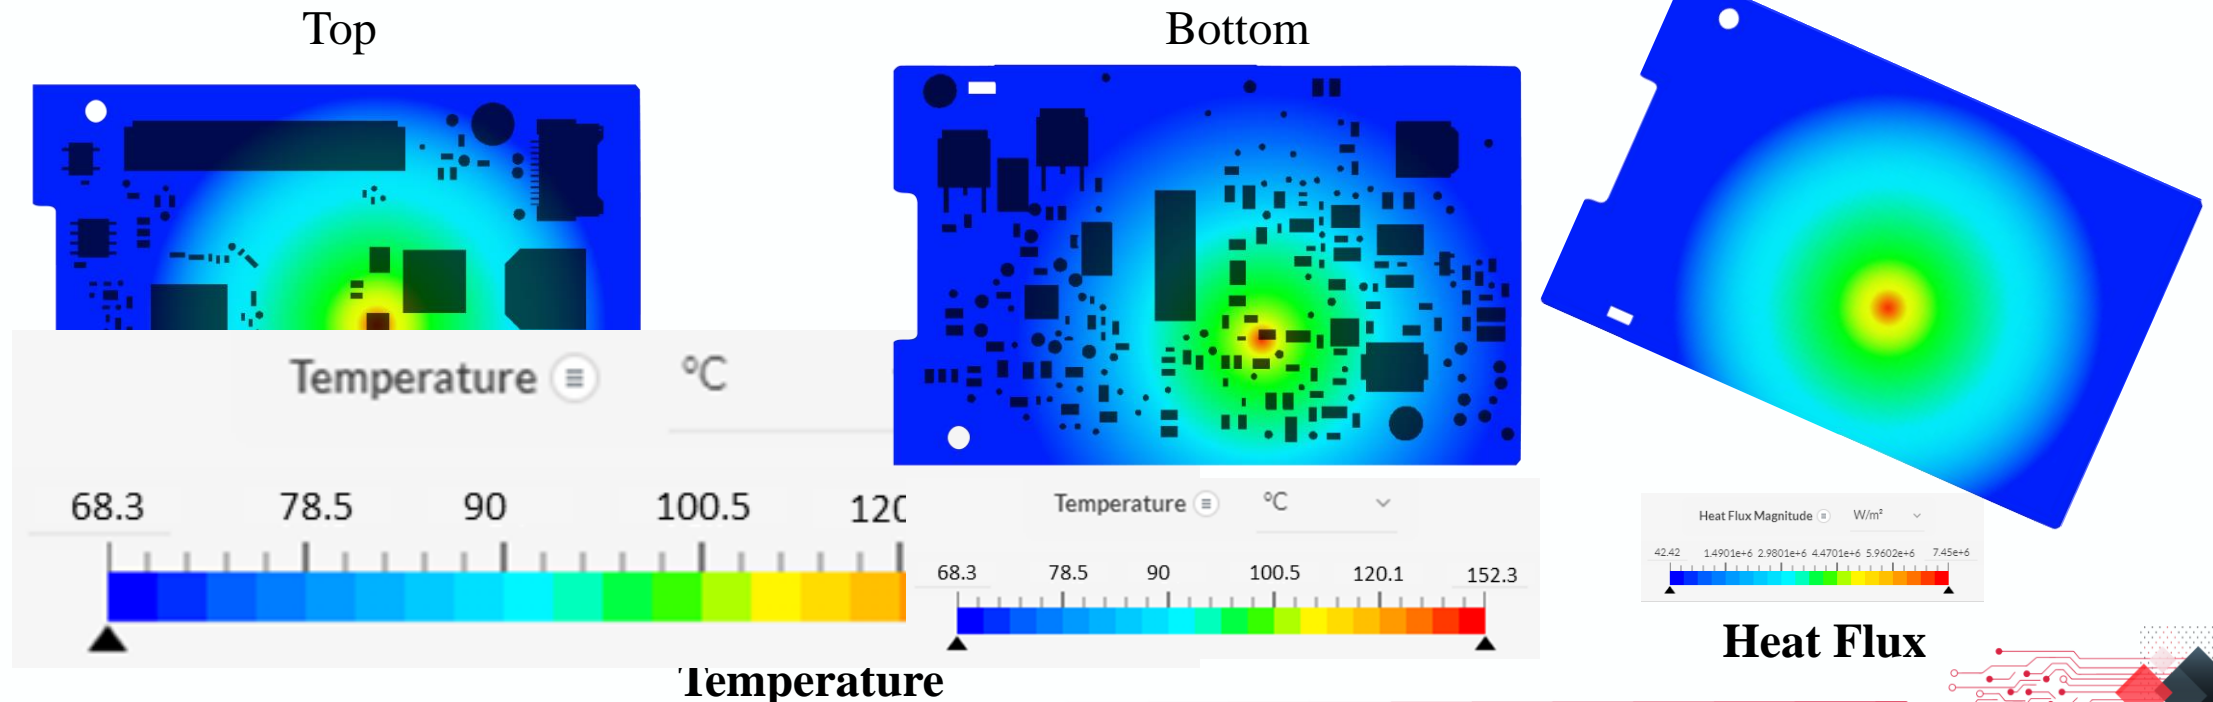 Top
Bottom
Temperature °C
68.3 78.5 90 100.5
Temperature °C
68.3 78.5 90 100.5 120.1 152.3
Heat Flux Magnitude W/m²
42.42 1.4901e+6 2.9801e+6 4.4701e+6 5.9602e+6 7.45e+6
Heat Flux
Temperature